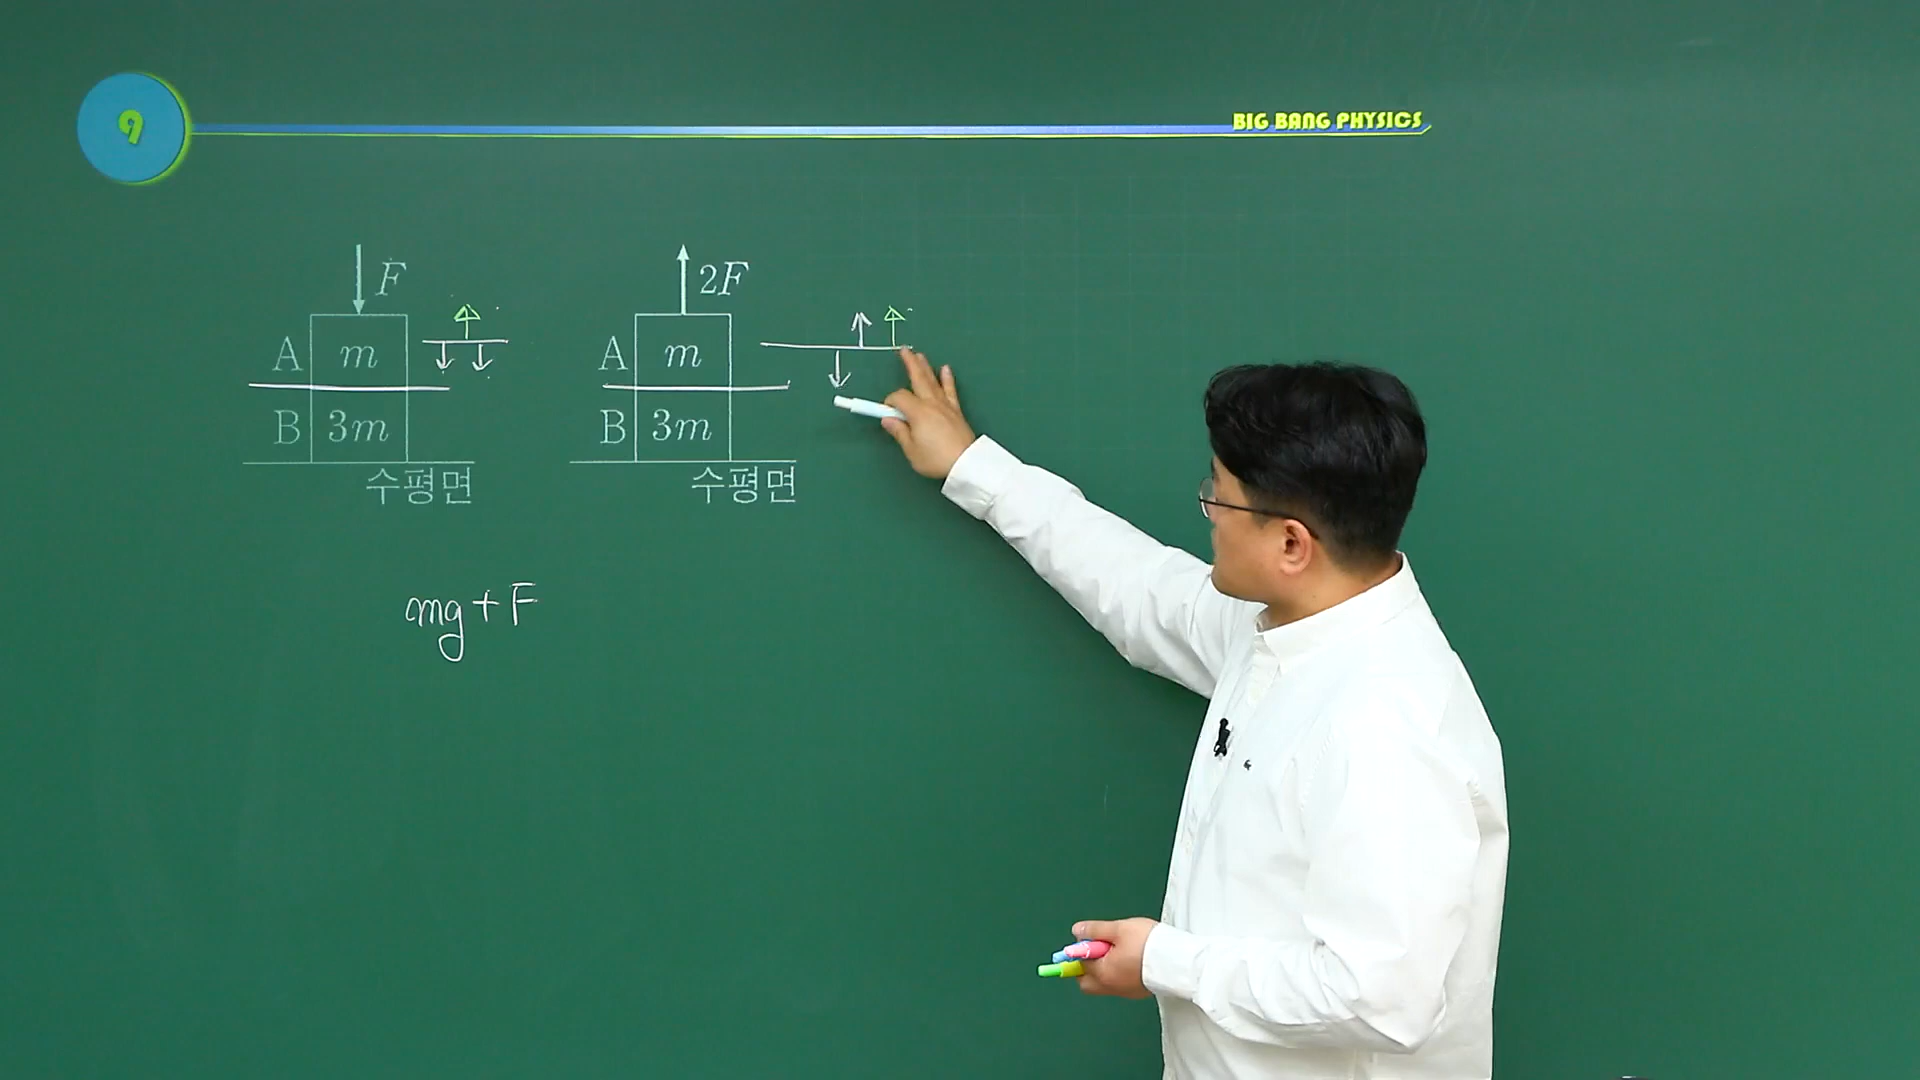 9
BIG BANG PHYSICS
F
A m
B 3m
수평면
2F
A m
B 3m
수평면
mg+F